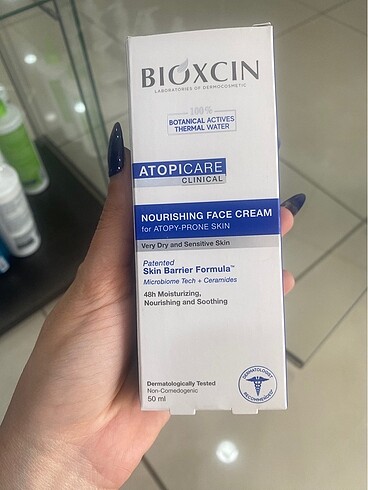 BIOXCIN
LABORATORIES OF DERMOCOSMETIC
100%
BOTANICAL ACTIVES
THERMAL WATER
ATOPICARE
CLINICAL
NOURISHING FACE CREAM
for ATOPY-PRONE SKIN
Very Dry and Sensitive Skin
Patented
Skin Barrier Formula™
Microbiome Tech + Ceramides
48h Moisturizing,
Nourishing and Soothing
Dermatologically Tested
Non-Comedogenic
50 ml
DERMATOLOGIST
RECOMMENDED